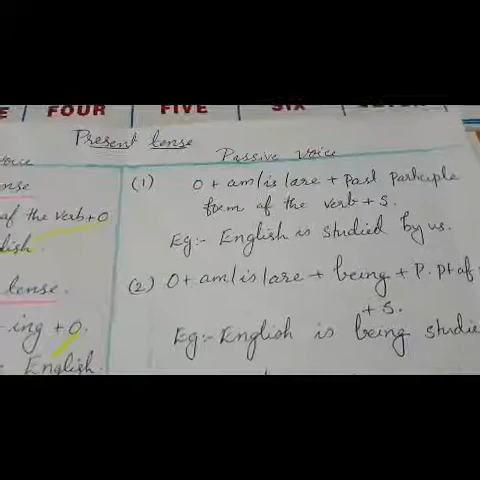 FOUR FIVE SIX
Present tense
Voice Passive Voice
nse (1) O + am/is/are + Past Participle
of the verb + O form of the verb + S.
lish Eg:- English is studied by us.
tense. (2) O + am/is/are + being + P. pt of
+ S.
-ing + O. Eg:- English is being studie
English.